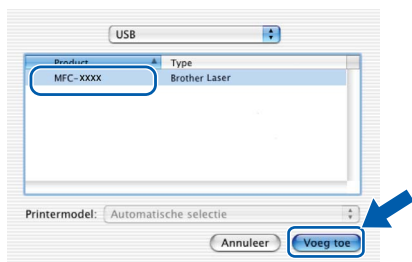 USB
Product Type
MFC-XXXX Brother Laser
Printermodel: Automatische selectie
Annuleer Voeg toe